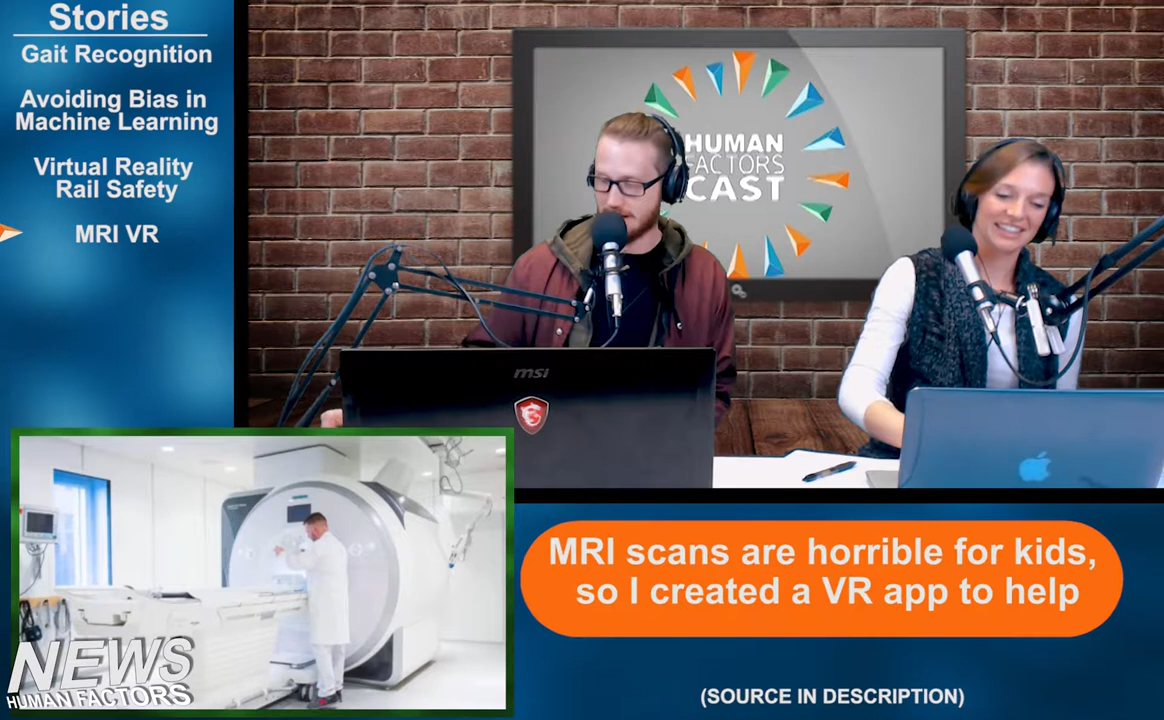 Stories
Gait Recognition
Avoiding Bias in
Machine Learning
Virtual Reality
Rail Safety
MRI VR
HUMAN
FACTORS
CAST
msi
MRI scans are horrible for kids,
so I created a VR app to help
NEWS
HUMAN FACTORS
(SOURCE IN DESCRIPTION)